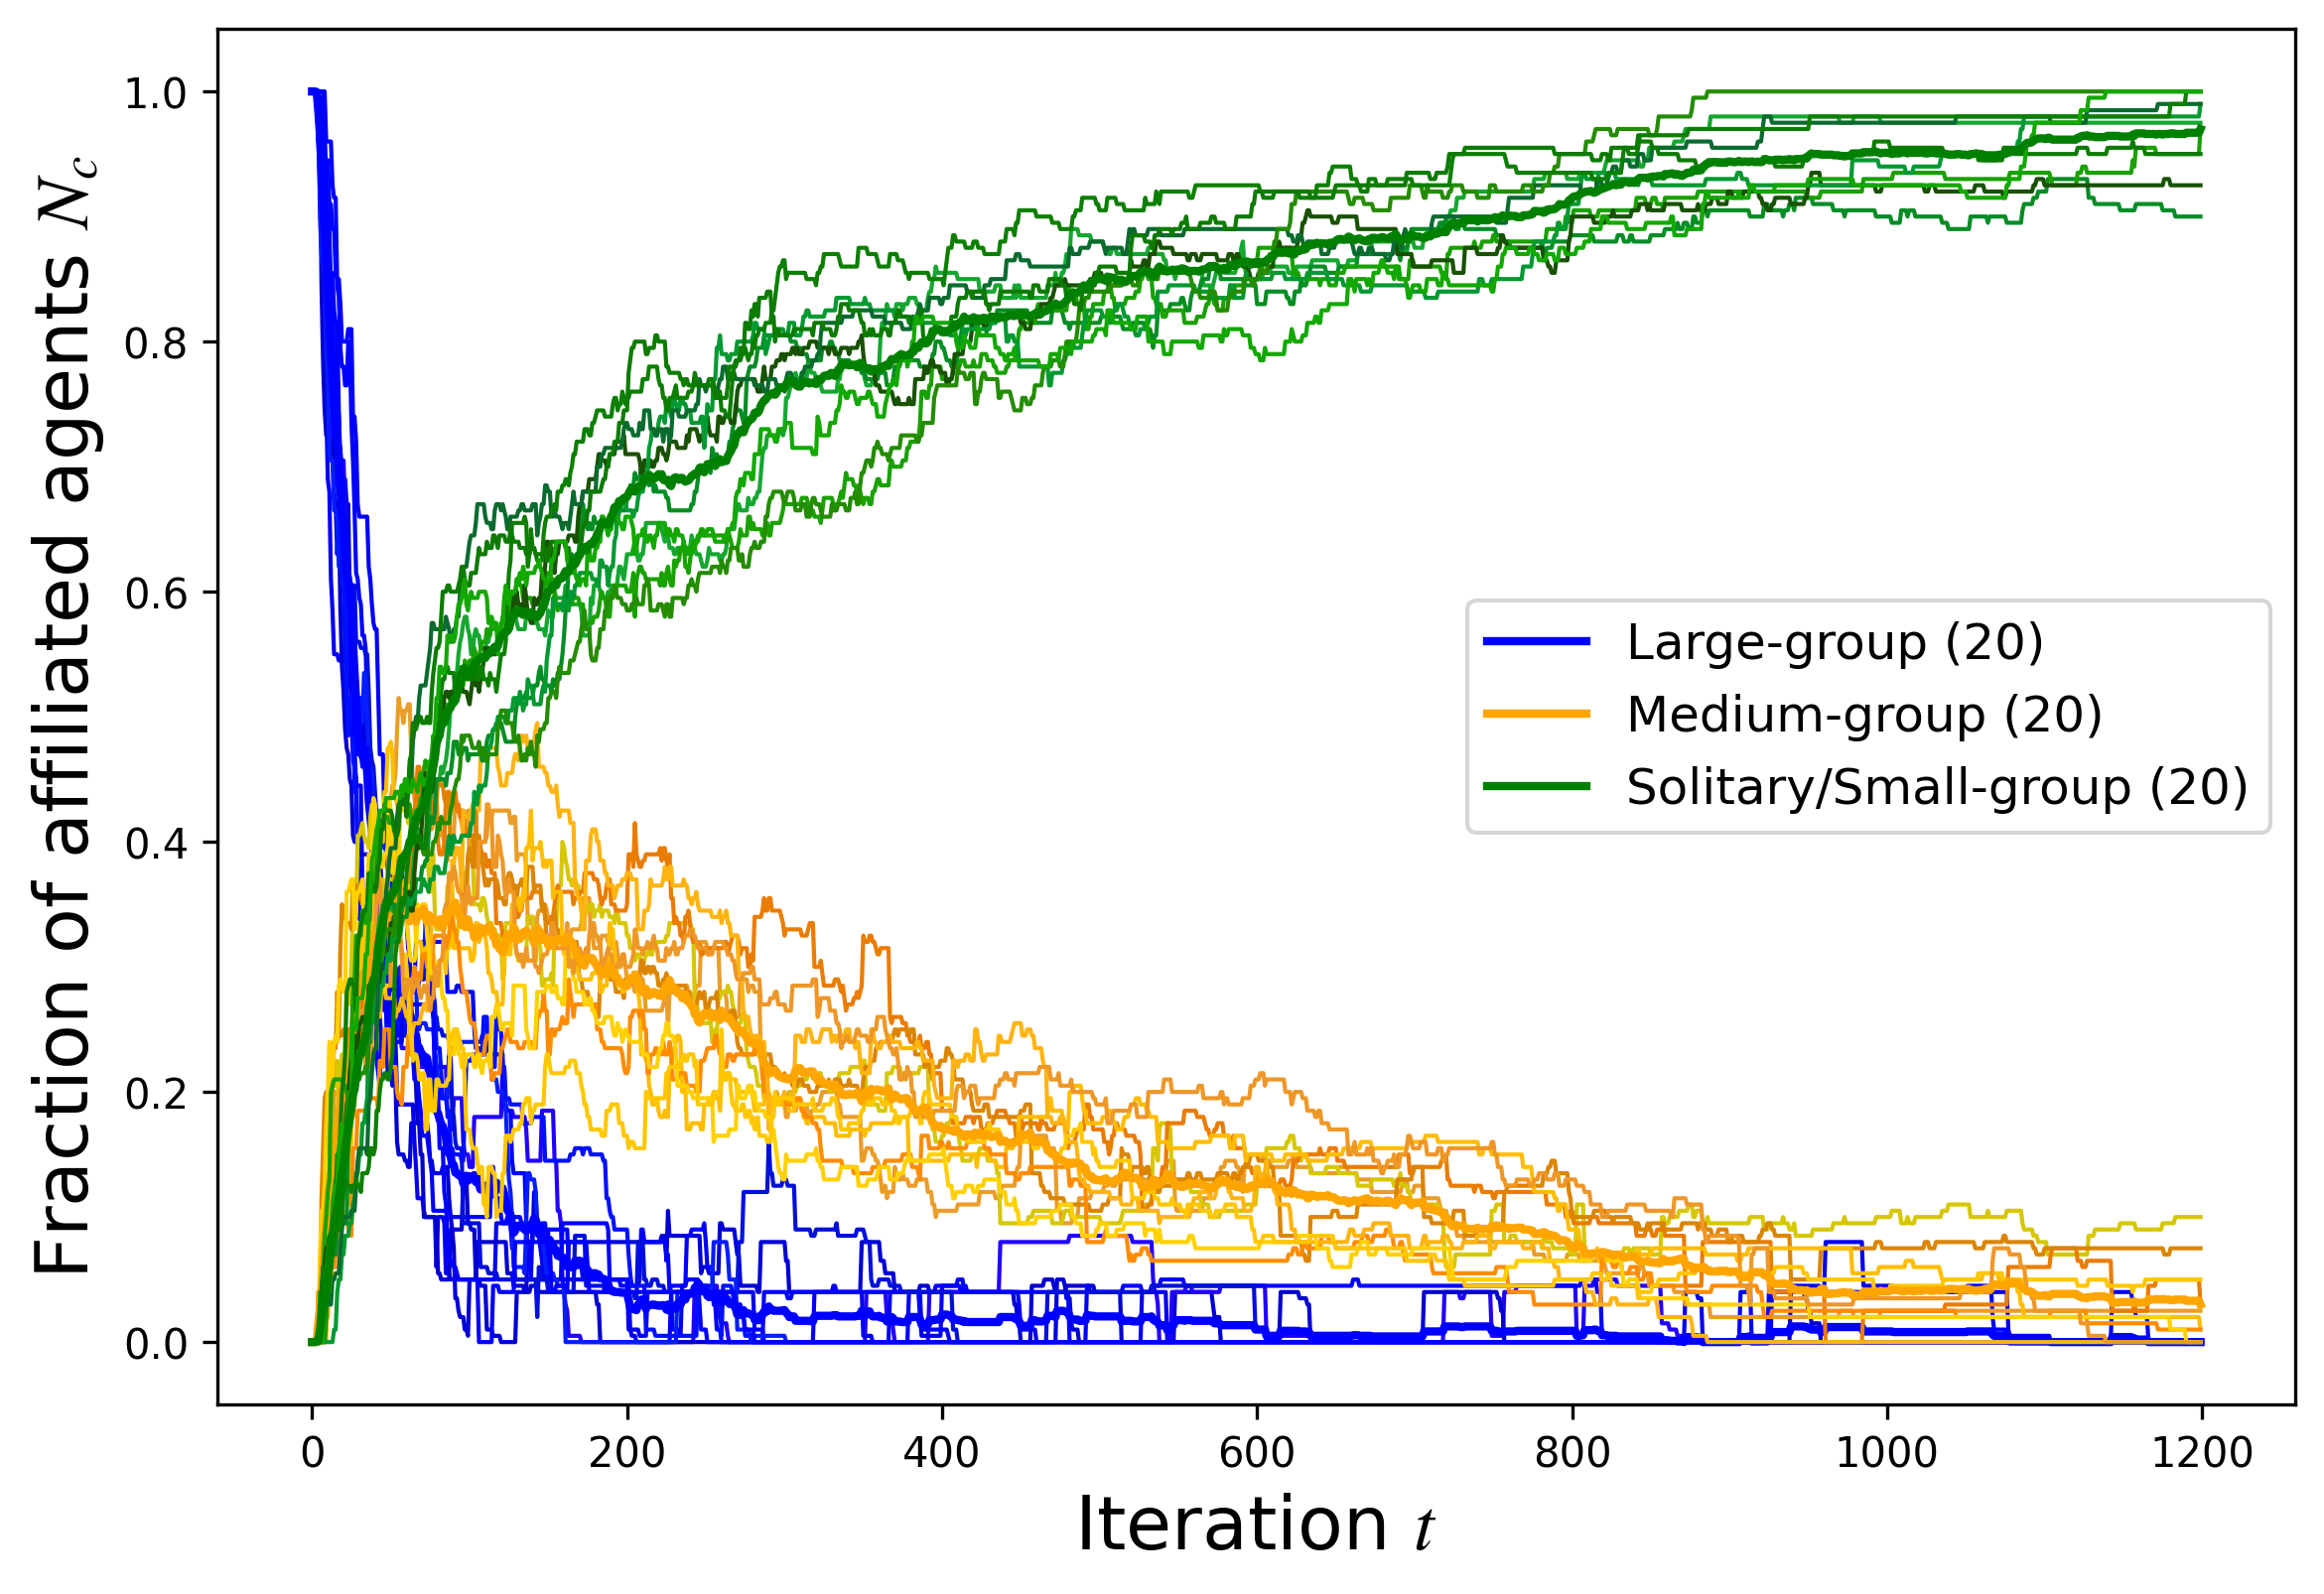 Fraction of affiliated agents N_c
1.0
0.8
0.6
0.4
0.2
0.0
Large-group (20)
Medium-group (20)
Solitary/Small-group (20)
0 200 400 600 800 1000 1200
Iteration t